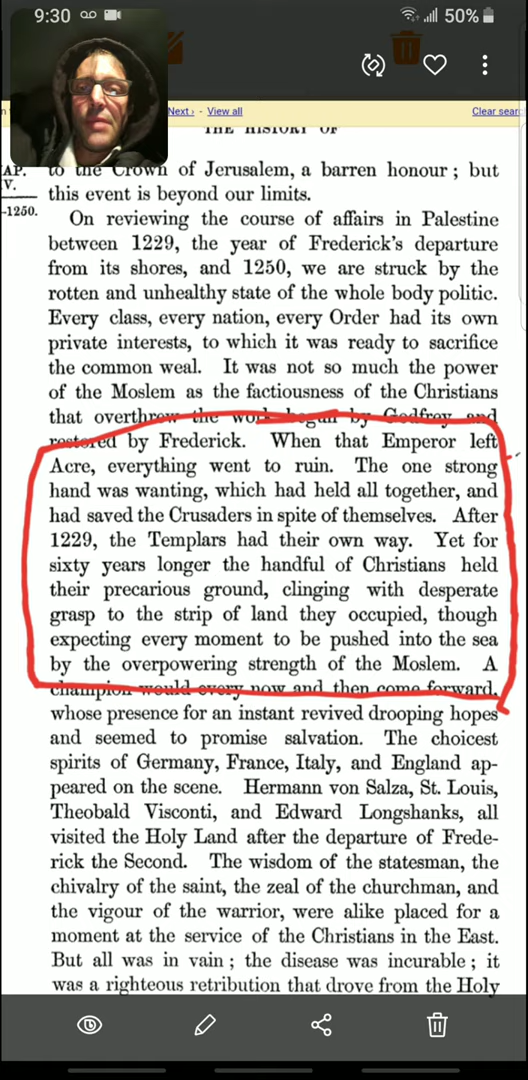 9:30
50%
Next ›  -  View all
Clear sear
THE HISTORY OF
AP.
V.
-1250.
to the Crown of Jerusalem, a barren honour; but
this event is beyond our limits.
On reviewing the course of affairs in Palestine
between 1229, the year of Frederick's departure
from its shores, and 1250, we are struck by the
rotten and unhealthy state of the whole body politic.
Every class, every nation, every Order had its own
private interests, to which it was ready to sacrifice
the common weal. It was not so much the power
of the Moslem as the factiousness of the Christians
that overthrew the work began by Godfrey and
restored by Frederick. When that Emperor left
Acre, everything went to ruin. The one strong
hand was wanting, which had held all together, and
had saved the Crusaders in spite of themselves. After
1229, the Templars had their own way. Yet for
sixty years longer the handful of Christians held
their precarious ground, clinging with desperate
grasp to the strip of land they occupied, though
expecting every moment to be pushed into the sea
by the overpowering strength of the Moslem. A
champion would every now and then come forward,
whose presence for an instant revived drooping hopes
and seemed to promise salvation. The choicest
spirits of Germany, France, Italy, and England ap-
peared on the scene. Hermann von Salza, St. Louis,
Theobald Visconti, and Edward Longshanks, all
visited the Holy Land after the departure of Frede-
rick the Second. The wisdom of the statesman, the
chivalry of the saint, the zeal of the churchman, and
the vigour of the warrior, were alike placed for a
moment at the service of the Christians in the East.
But all was in vain; the disease was incurable; it
was a righteous retribution that drove from the Holy